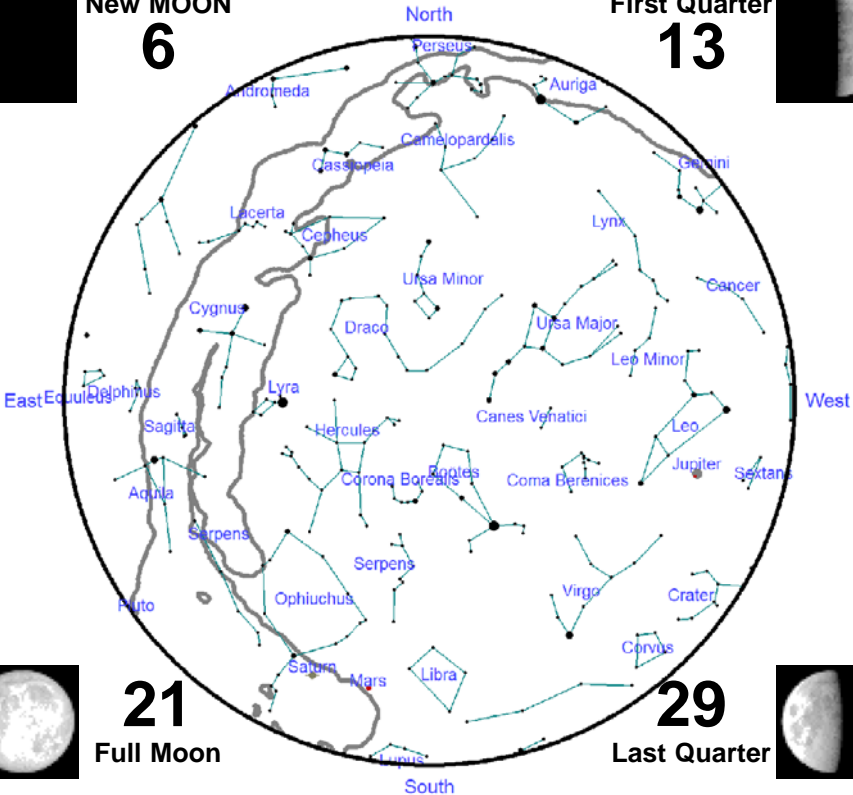 New MOON
6
North
First Quarter
13
Perseus
Andromeda
Auriga
Camelopardalis
Cassiopeia
Gemini
Lacerta
Cepheus
Lynx
Ursa Minor
Cancer
Cygnus
Draco
Ursa Major
Leo Minor
Lyra
Delphinus
East
Equuleus
West
Canes Venatici
Sagitta
Hercules
Leo
Jupiter
Sextans
Corona Borealis
Bootes
Coma Berenices
Aquila
Serpens
Serpens
Ophiuchus
Virgo
Crater
Pluto
Corvus
Saturn
Mars
Libra
21
Full Moon
29
Last Quarter
Lupus
South